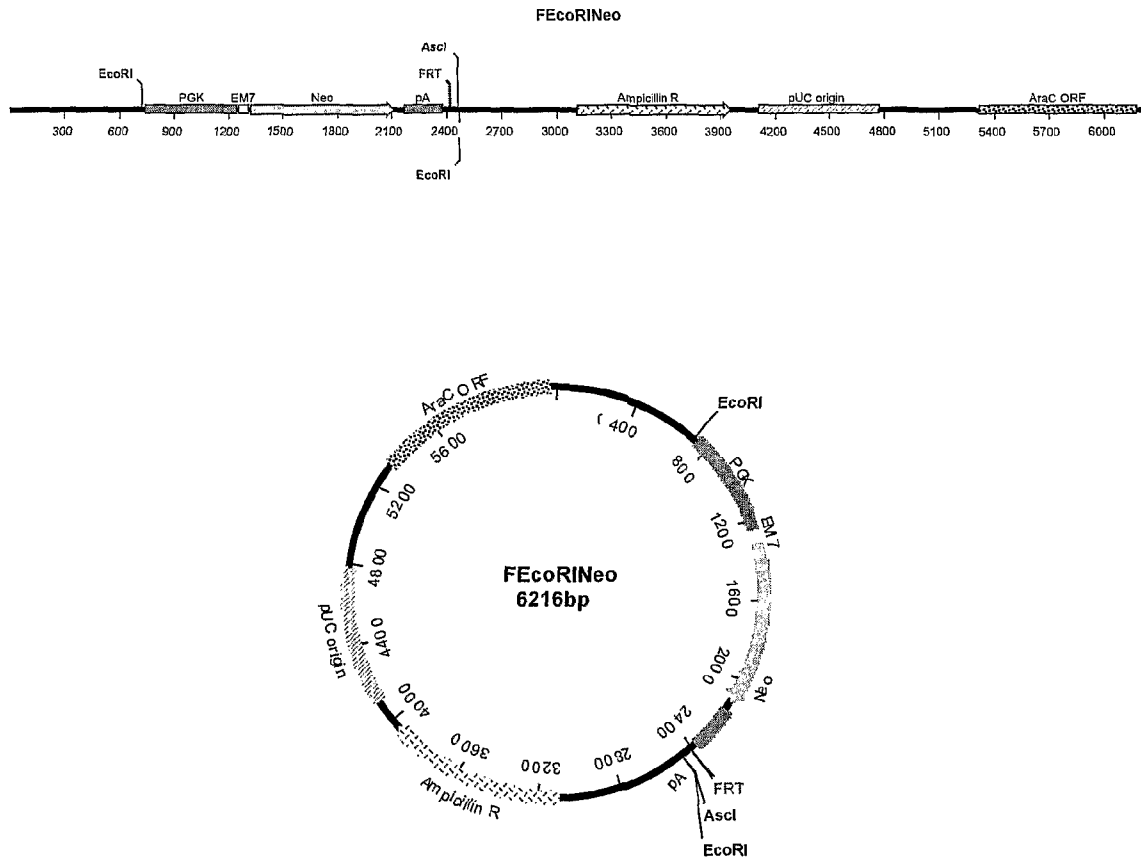 FEcoRINeo
AscI
EcoRI
FRT
PGK
EM7
Neo
pA
Ampicillin R
pUC origin
AraC ORF
300
600
900
1200
1500
1800
2100
2400
2700
3000
3300
3600
3900
4200
4500
4800
5100
5400
5700
6000
EcoRI
AraC ORF
EcoRI
400
5600
800
PGK
5200
1200
EM7
4800
FEcoRINeo
6216bp
1600
pUC origin
4400
2000
Neo
4000
2400
3600
3200
2800
pA
FRT
Ampicillin R
AscI
EcoRI